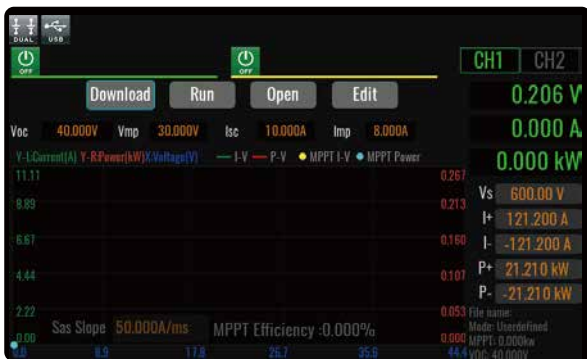 DUAL USB
OFF OFF CH1 CH2
Download Run Open Edit
0.206 V
Voc 40.000V Vmp 30.000V Isc 10.000A Imp 8.000A
0.000 A
Y-L:Current(A) Y-R:Power(kW) X:Voltage(V) I-V P-V MPPT I-V MPPT Power
0.000 kW
11.11 0.267
Vs 600.00 V
8.89 0.213
I+ 121.200 A
6.67 0.160
I- -121.200 A
4.44 0.107
P+ 21.210 kW
P- -21.210 kW
2.22 0.053
File name:
Sas Slope 50.000A/ms MPPT Efficiency :0.000%
Mode: Userdefined
0.00 0.000
MPPT: 0.000kw
0.0 8.9 17.8 26.7 35.6 44.4
VOC: 40.000V